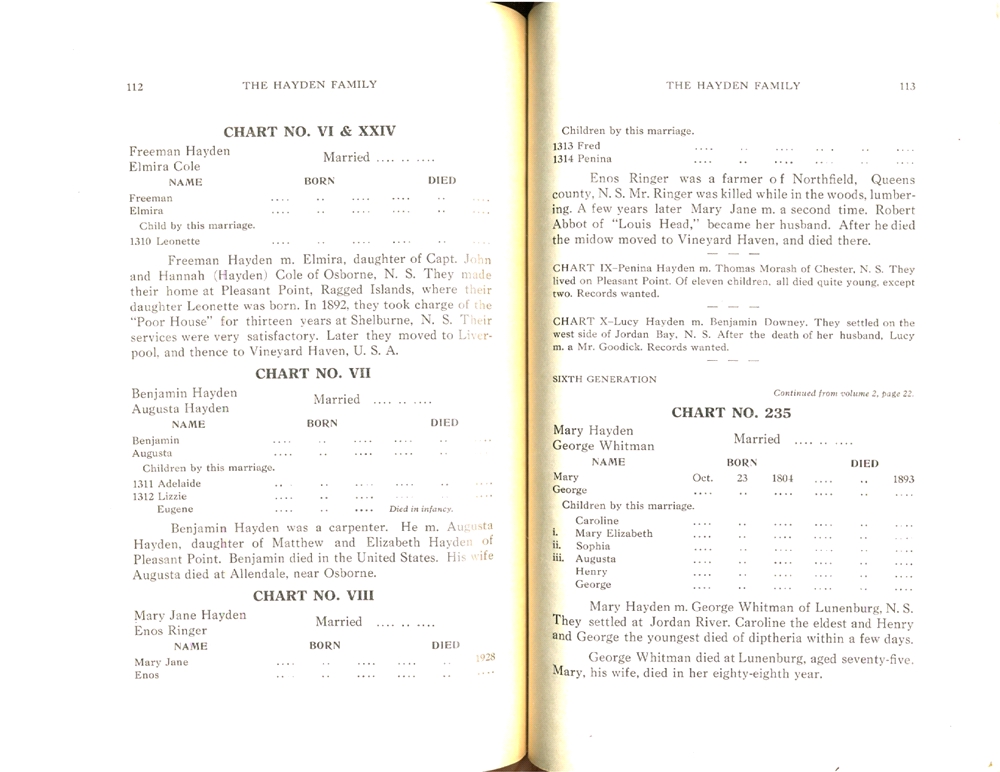 112 THE HAYDEN FAMILY
CHART NO. VI & XXIV
Freeman Hayden
Elmira Cole
Married .... .. ....
NAME BORN DIED
Freeman .... .. .... .... .. ....
Elmira .... .. .... .... .. ....
Child by this marriage.
1310 Leonette .... .. .... .... .. ....
Freeman Hayden m. Elmira, daughter of Capt. John
and Hannah (Hayden) Cole of Osborne, N. S. They made
their home at Pleasant Point, Ragged Islands, where their
daughter Leonette was born. In 1892, they took charge of the
"Poor House" for thirteen years at Shelburne, N. S. Their
services were very satisfactory. Later they moved to Liver-
pool, and thence to Vineyard Haven, U. S. A.
CHART NO. VII
Benjamin Hayden
Augusta Hayden
Married .... .. ....
NAME BORN DIED
Benjamin .... .. .... .... .. ..
Augusta .... .. .... .... .. ....
Children by this marriage.
1311 Adelaide .. . .. .... .... .. ....
1312 Lizzie .... .. .... .... .. ....
Eugene .... .. .... Died in infancy.
Benjamin Hayden was a carpenter. He m. Augusta
Hayden, daughter of Matthew and Elizabeth Hayden of
Pleasant Point. Benjamin died in the United States. His wife
Augusta died at Allendale, near Osborne.
CHART NO. VIII
Mary Jane Hayden
Enos Ringer
Married .... .. ....
NAME BORN DIED
Mary Jane .... .. .... .... .. 1928
Enos .... .. .... .... .. ....
THE HAYDEN FAMILY 113
Children by this marriage.
1313 Fred .... .. .... .... .. ....
1314 Penina .... .. .... .... .. ....
Enos Ringer was a farmer of Northfield, Queens
county, N. S. Mr. Ringer was killed while in the woods, lumber-
ing. A few years later Mary Jane m. a second time. Robert
Abbot of "Louis Head," became her husband. After he died
the midow moved to Vineyard Haven, and died there.
— — —
CHART IX–Penina Hayden m. Thomas Morash of Chester, N. S. They
lived on Pleasant Point. Of eleven children, all died quite young, except
two. Records wanted.
— — —
CHART X–Lucy Hayden m. Benjamin Downey. They settled on the
west side of Jordan Bay, N. S. After the death of her husband, Lucy
m. a Mr. Goodick. Records wanted.
— — —
SIXTH GENERATION
Continued from volume 2, page 22.
CHART NO. 235
Mary Hayden
George Whitman
Married .... .. ....
NAME BORN DIED
Mary Oct. 23 1804 .... .. 1893
George .... .. .... .... .. ....
Children by this marriage.
Caroline .... .. .... .... .. ....
i. Mary Elizabeth .... .. .... .... .. ...
ii. Sophia .... .. .... .... .. ....
iii. Augusta .... .. .... .... .. ....
Henry .... .. .... .... .. ....
George .... .. .... .... .. ....
Mary Hayden m. George Whitman of Lunenburg, N. S.
They settled at Jordan River. Caroline the eldest and Henry
and George the youngest died of diptheria within a few days.
George Whitman died at Lunenburg, aged seventy-five.
Mary, his wife, died in her eighty-eighth year.